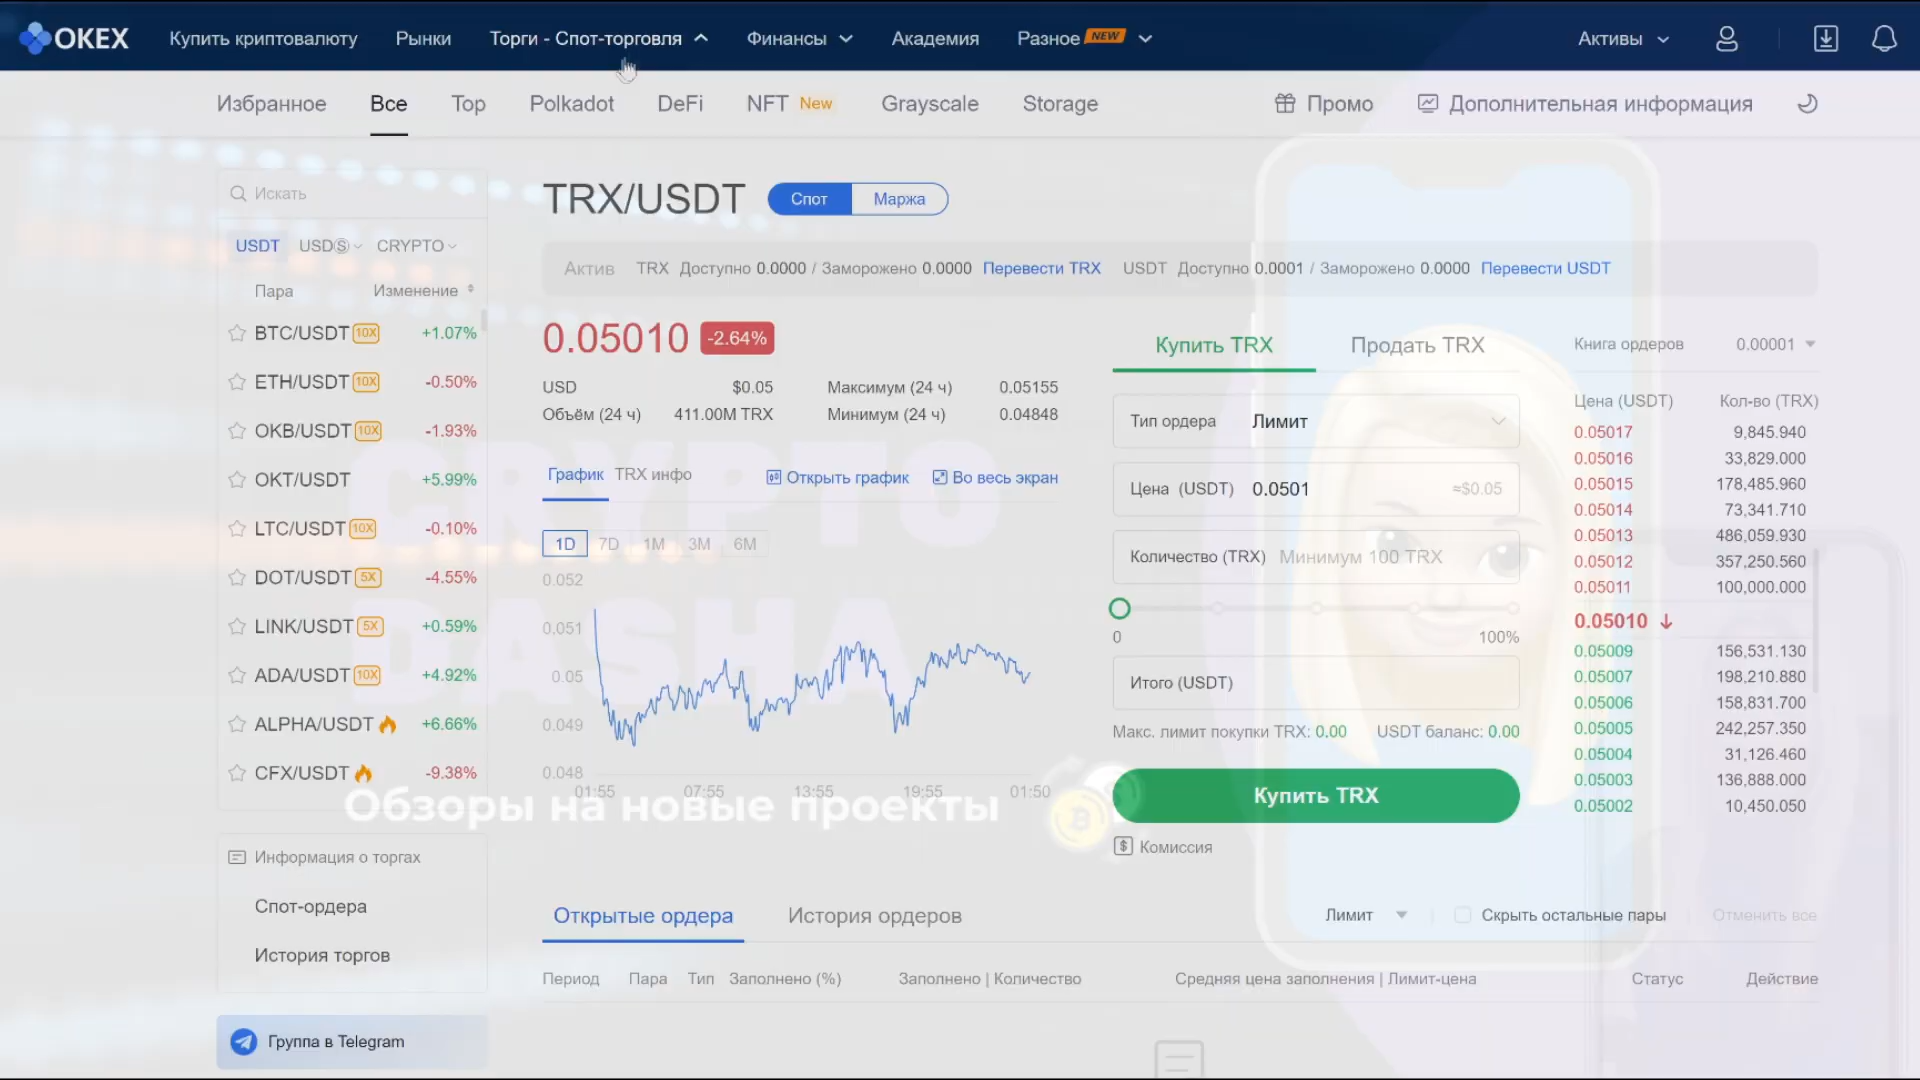 OKEX Купить криптовалюту Рынки Торги - Спот-торговля Финансы Академия Разное NEW Активы
Избранное Все Top Polkadot DeFi NFT New Grayscale Storage Промо Дополнительная информация
Искать
USDT USDⓈ CRYPTO
Пара Изменение
BTC/USDT 10X +1.07%
ETH/USDT 10X -0.50%
OKB/USDT 10X -1.93%
OKT/USDT +5.99%
LTC/USDT 10X -0.10%
DOT/USDT 5X -4.55%
LINK/USDT 5X +0.59%
ADA/USDT 10X +4.92%
ALPHA/USDT +6.66%
CFX/USDT -9.38%
Информация о торгах
Спот-ордера
История торгов
Группа в Telegram
TRX/USDT Спот Маржа
Актив TRX Доступно 0.0000 / Заморожено 0.0000 Перевести TRX USDT Доступно 0.0001 / Заморожено 0.0000 Перевести USDT
0.05010 -2.64%
USD $0.05 Максимум (24 ч) 0.05155
Объём (24 ч) 411.00M TRX Минимум (24 ч) 0.04848
График TRX инфо Открыть график Во весь экран
1D 7D 1M 3M 6M
0.052
0.051
0.05
0.049
0.048
01:55 07:55 13:55 19:55 01:50
CRYPTO
DASHA
Обзоры на новые проекты
Купить TRX Продать TRX
Тип ордера Лимит
Цена (USDT) 0.0501 ≈$0.05
Количество (TRX) Минимум 100 TRX
0 100%
Итого (USDT)
Макс. лимит покупки TRX: 0.00 USDT баланс: 0.00
Купить TRX
Комиссия
Книга ордеров 0.00001
Цена (USDT) Кол-во (TRX)
0.05017 9,845.940
0.05016 33,829.000
0.05015 178,485.960
0.05014 73,341.710
0.05013 486,059.930
0.05012 357,250.560
0.05011 100,000.000
0.05010 ↓
0.05009 156,531.130
0.05007 198,210.880
0.05006 158,831.700
0.05005 242,257.350
0.05004 31,126.460
0.05003 136,888.000
0.05002 10,450.050
Открытые ордера История ордеров Лимит Скрыть остальные пары Отменить все
Период Пара Тип Заполнено (%) Заполнено | Количество Средняя цена заполнения | Лимит-цена Статус Действие